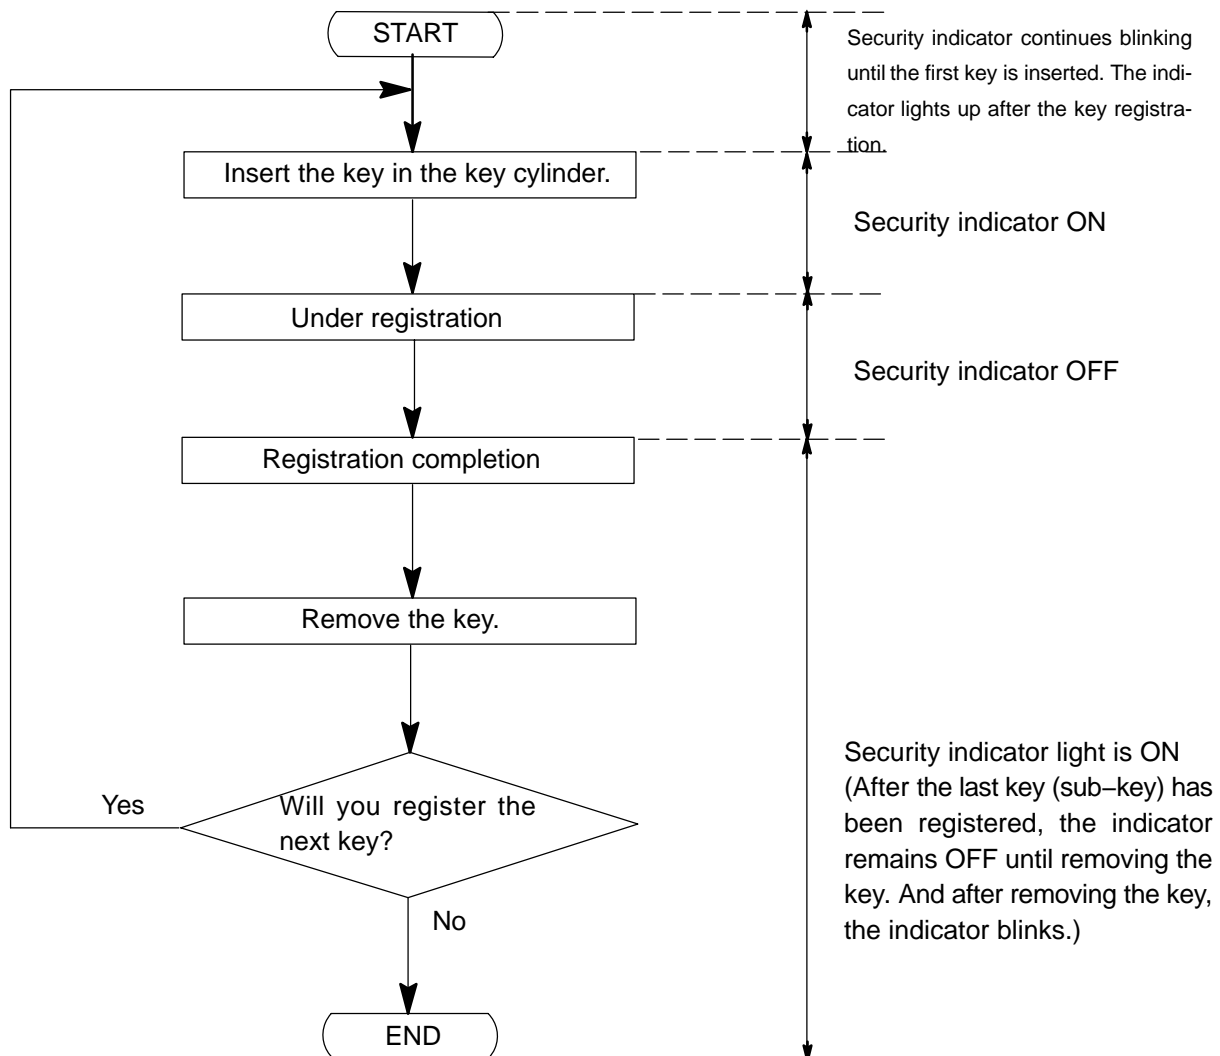 START
Security indicator continues blinking
until the first key is inserted. The indi-
cator lights up after the key registra-
tion.
Insert the key in the key cylinder.
Security indicator ON
Under registration
Security indicator OFF
Registration completion
Remove the key.
Will you register the
next key?
Yes
No
Security indicator light is ON
(After the last key (sub–key) has
been registered, the indicator
remains OFF until removing the
key. And after removing the key,
the indicator blinks.)
END